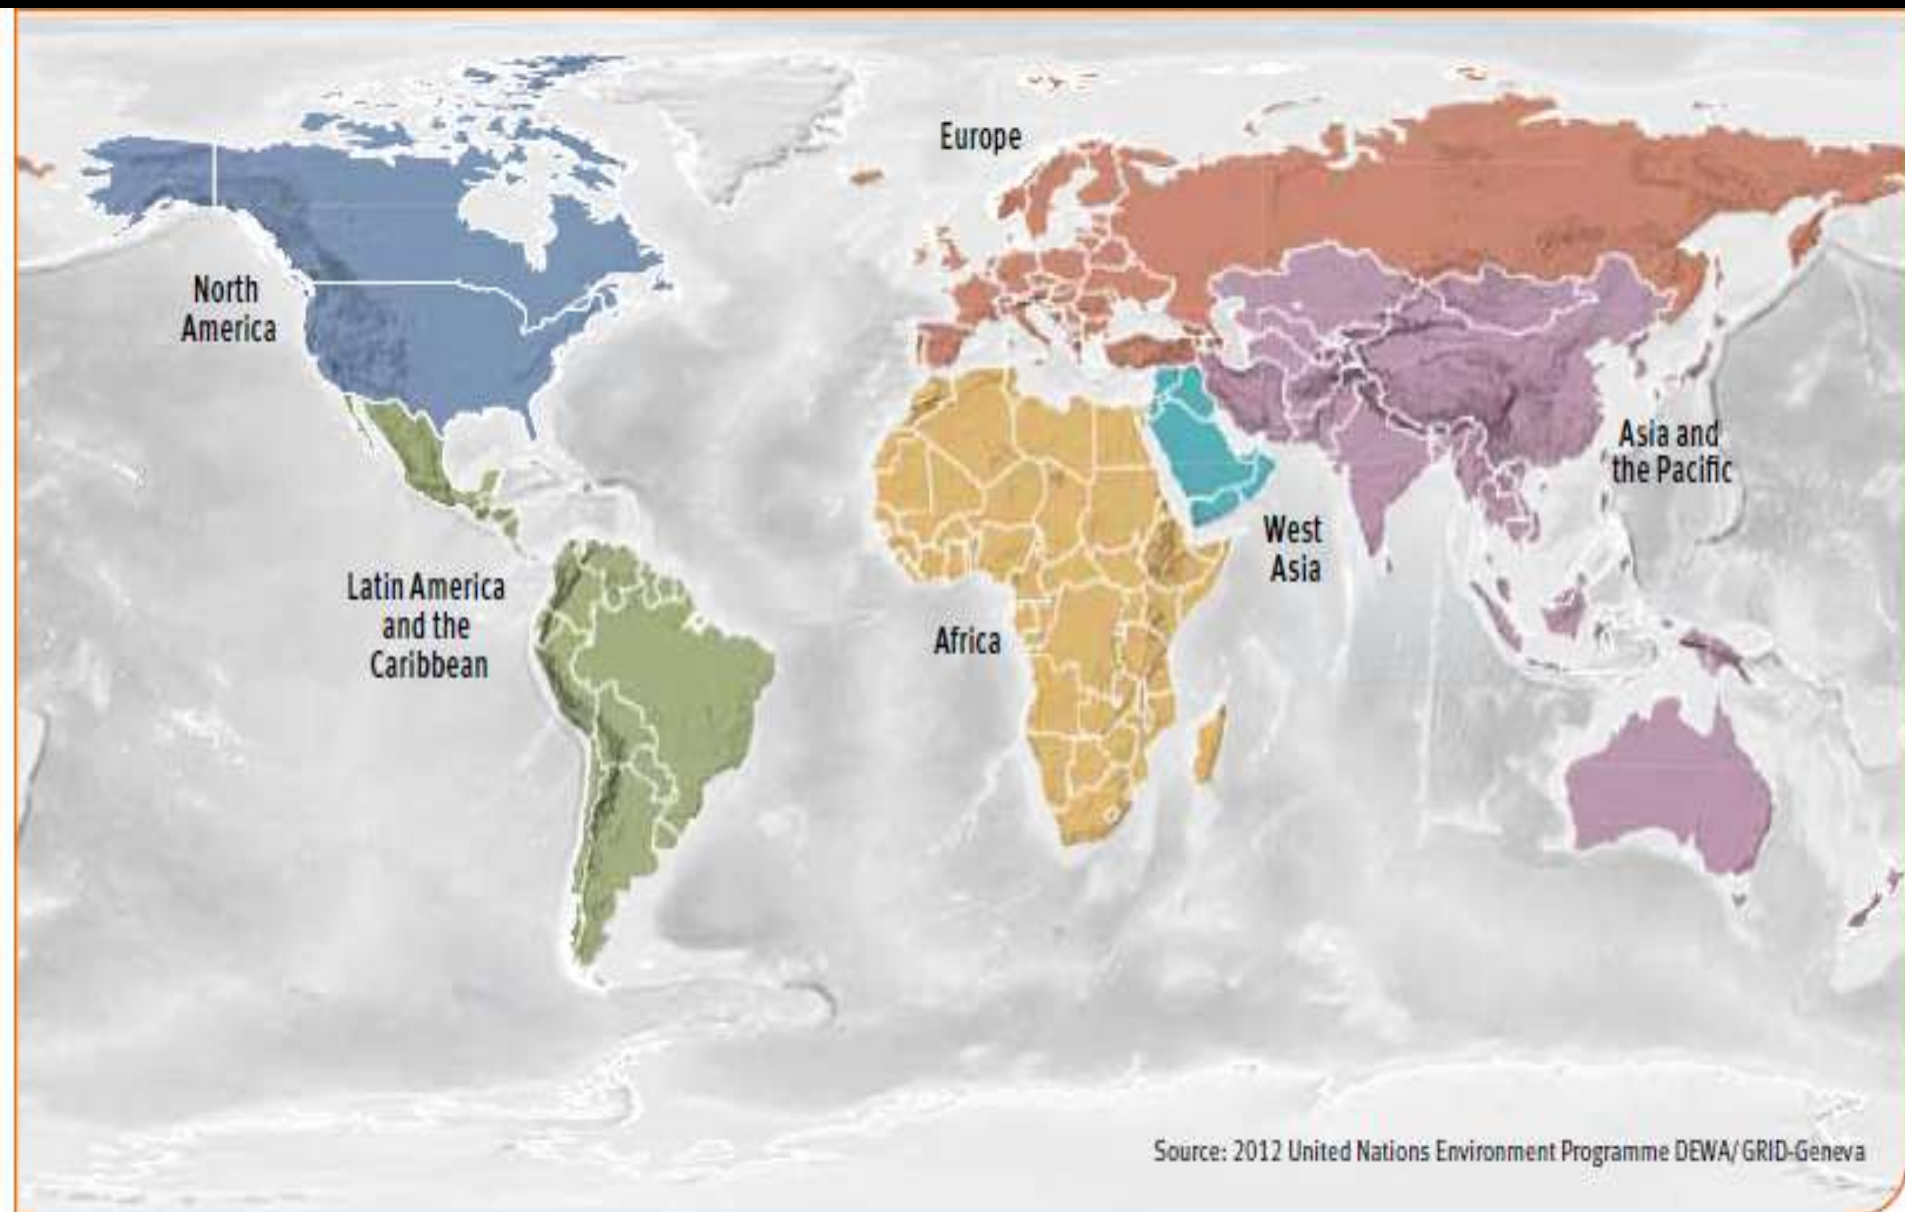 Europe
North
America
Asia and
the Pacific
West
Asia
Latin America
and the
Caribbean
Africa
Source: 2012 United Nations Environment Programme DEWA/GRID-Geneva